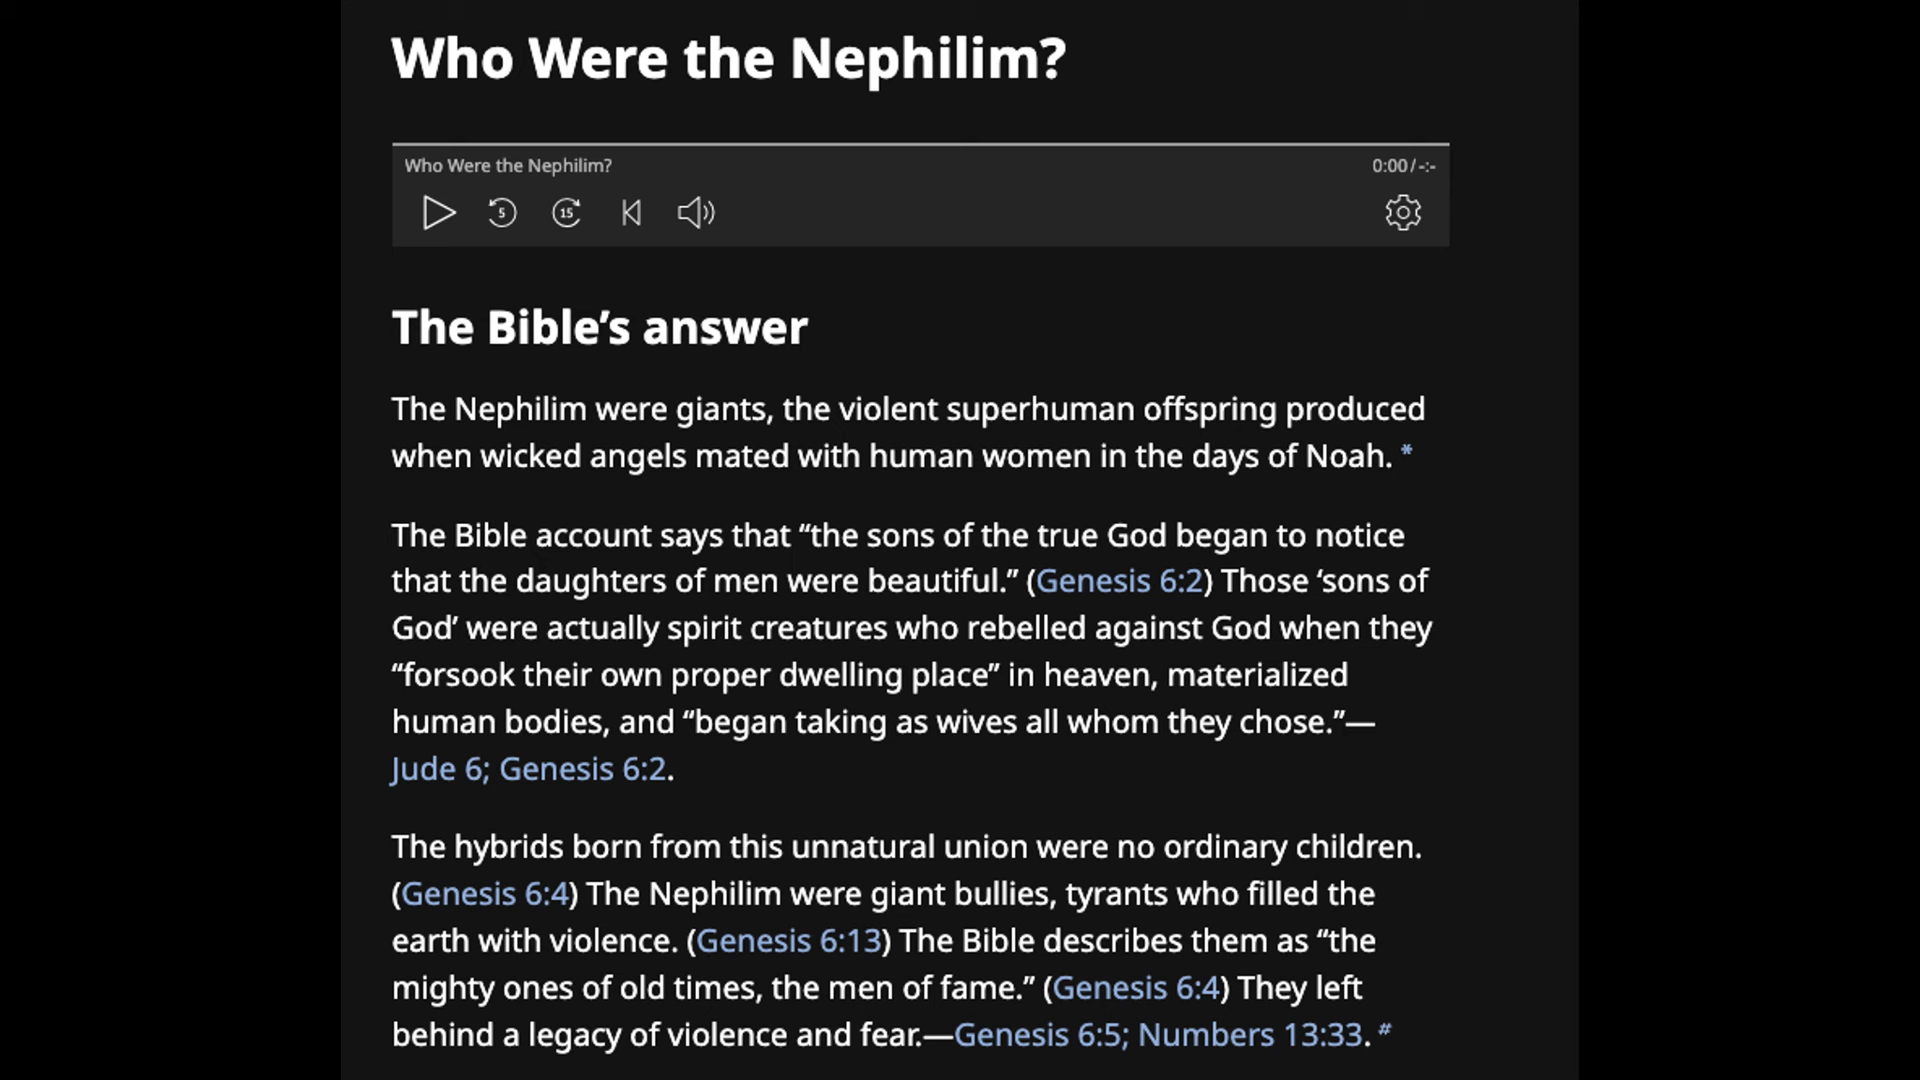 Who Were the Nephilim?
Who Were the Nephilim?
0:00 / -:-
5
15
The Bible’s answer
The Nephilim were giants, the violent superhuman offspring produced
when wicked angels mated with human women in the days of Noah. *
The Bible account says that “the sons of the true God began to notice
that the daughters of men were beautiful.” (Genesis 6:2) Those ‘sons of
God’ were actually spirit creatures who rebelled against God when they
“forsook their own proper dwelling place” in heaven, materialized
human bodies, and “began taking as wives all whom they chose.”—
Jude 6; Genesis 6:2.
The hybrids born from this unnatural union were no ordinary children.
(Genesis 6:4) The Nephilim were giant bullies, tyrants who filled the
earth with violence. (Genesis 6:13) The Bible describes them as “the
mighty ones of old times, the men of fame.” (Genesis 6:4) They left
behind a legacy of violence and fear.—Genesis 6:5; Numbers 13:33. #